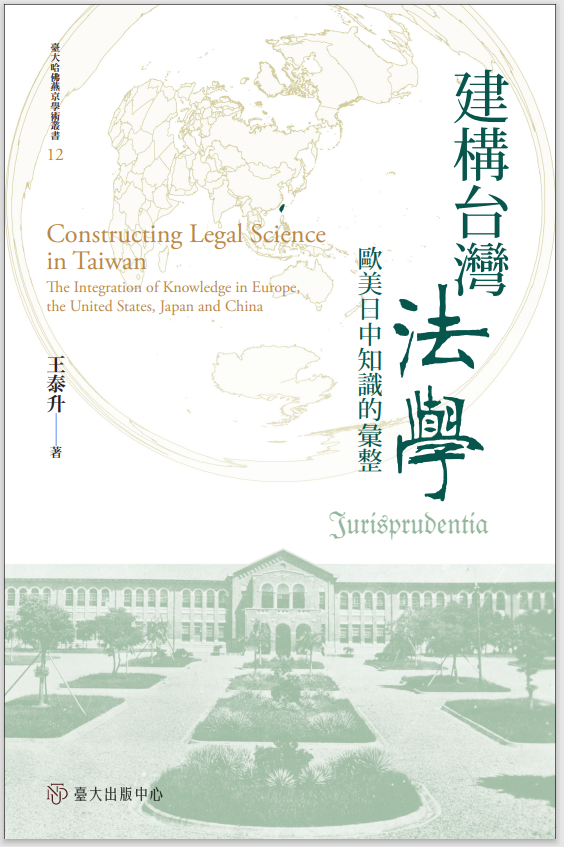 臺大哈佛燕京學術叢書
12
建構台灣
法學
歐美日中知識的彙整
Constructing Legal Science
in Taiwan
The Integration of Knowledge in Europe,
the United States, Japan and China
王泰升
著
Jurisprudentia
臺大出版中心